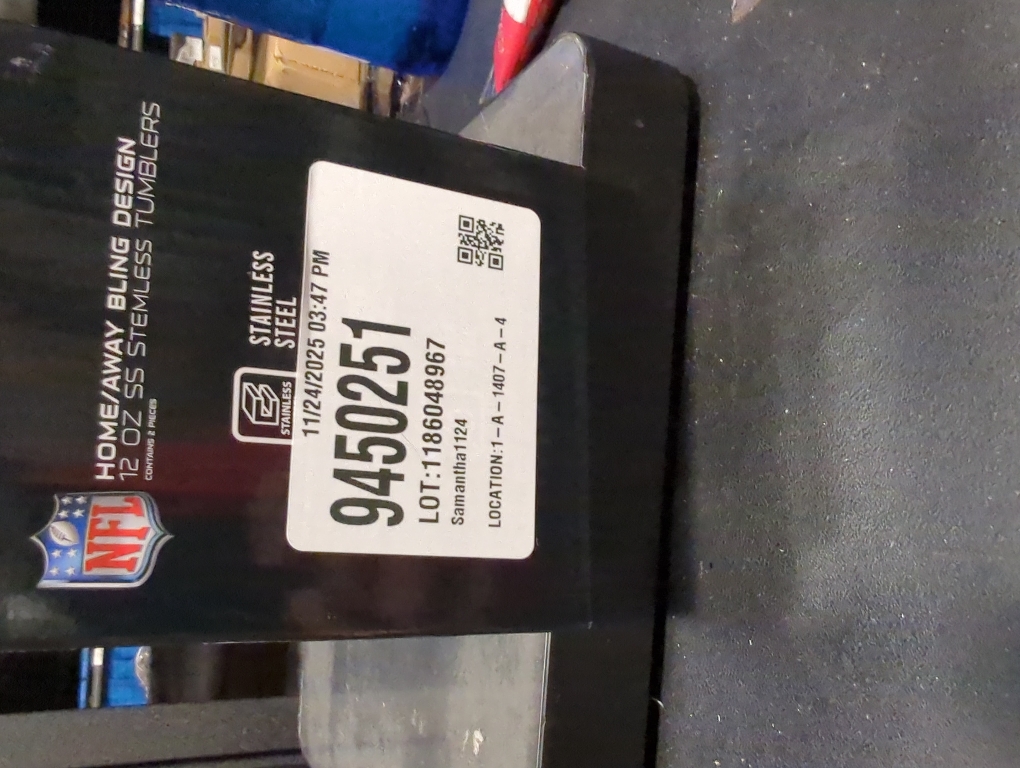 NFL
HOME/AWAY BLING DESIGN
12 OZ SS STEMLESS TUMBLERS
CONTAINS 2 PIECES
STAINLESS
STAINLESS
STEEL
11/24/2025 03:47 PM
9450251
LOT:1186048967
Samantha1124
LOCATION:1-A-1407-A-4